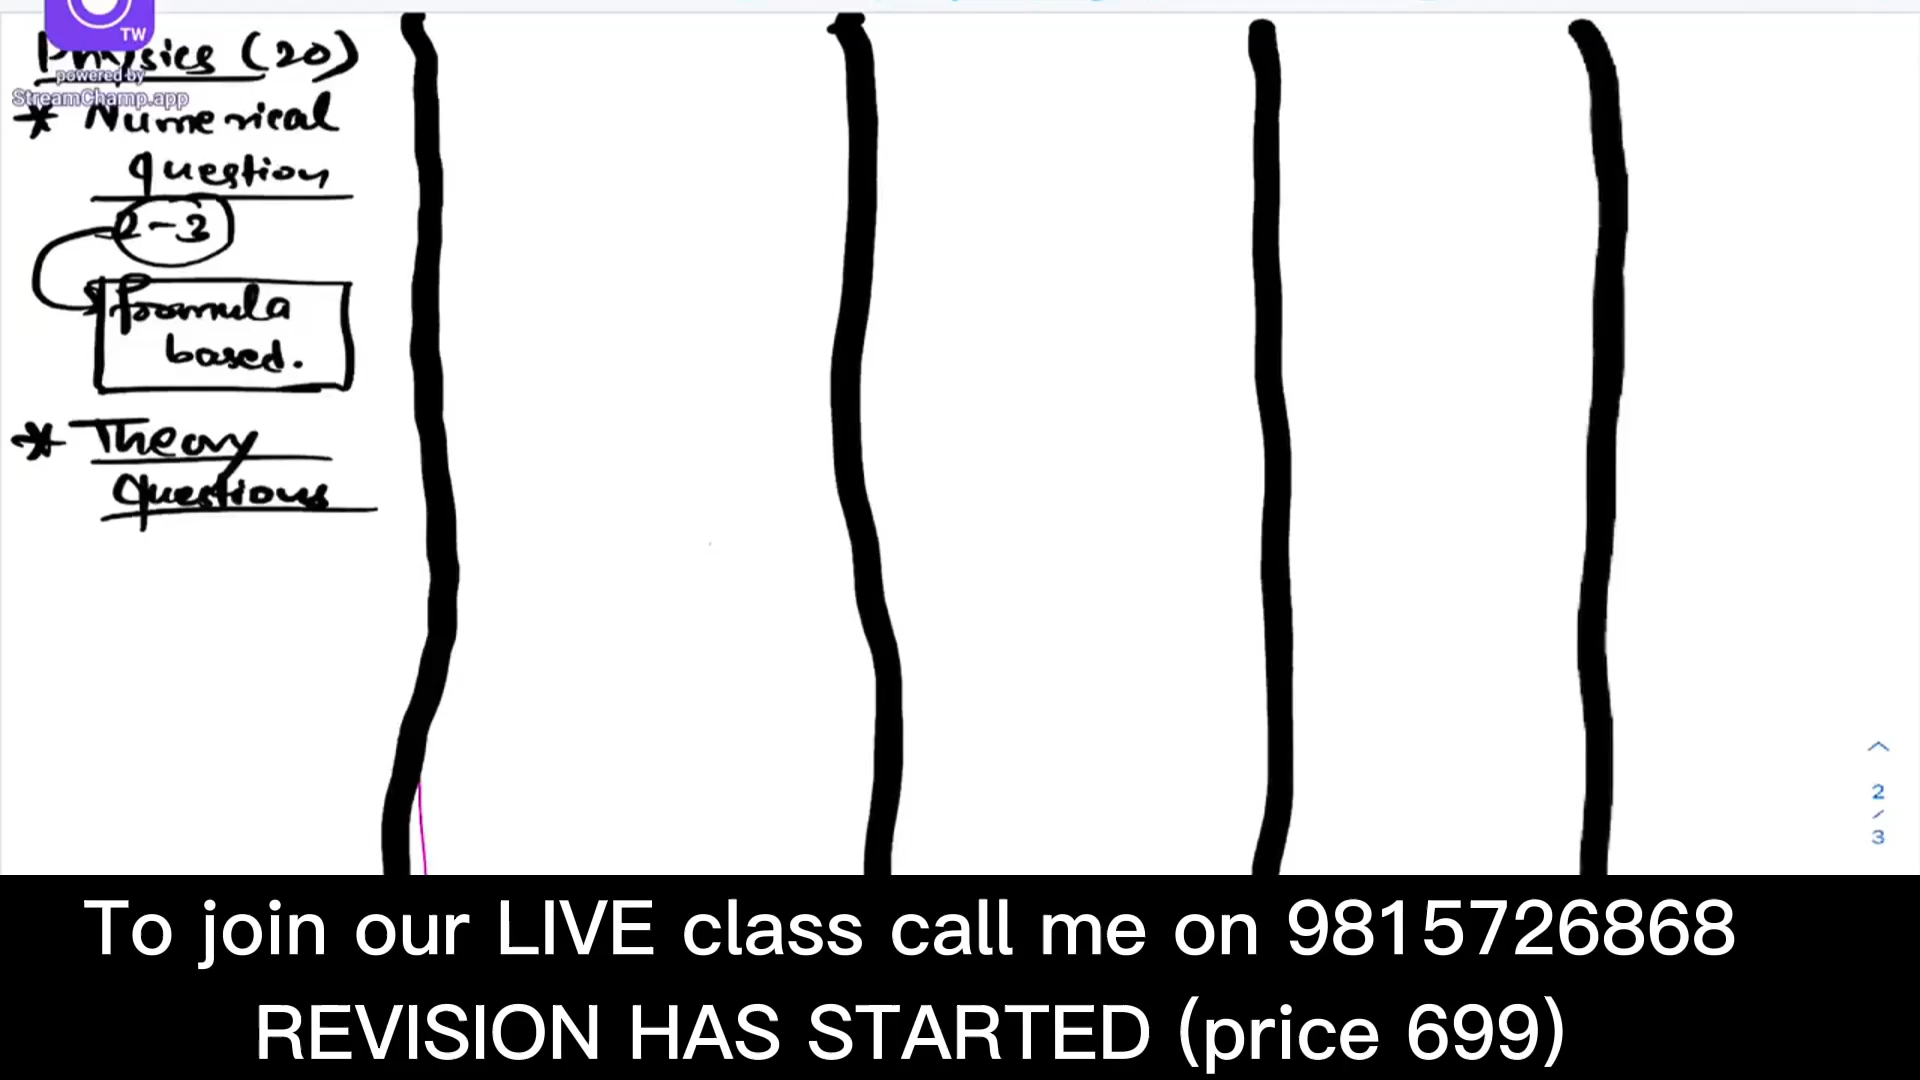 TW
Physics (20)
powered by
StreamChamp.app
* Numerical
question
2-3
formula
based.
* Theory
Questions
2
/
3
To join our LIVE class call me on 9815726868
REVISION HAS STARTED (price 699)